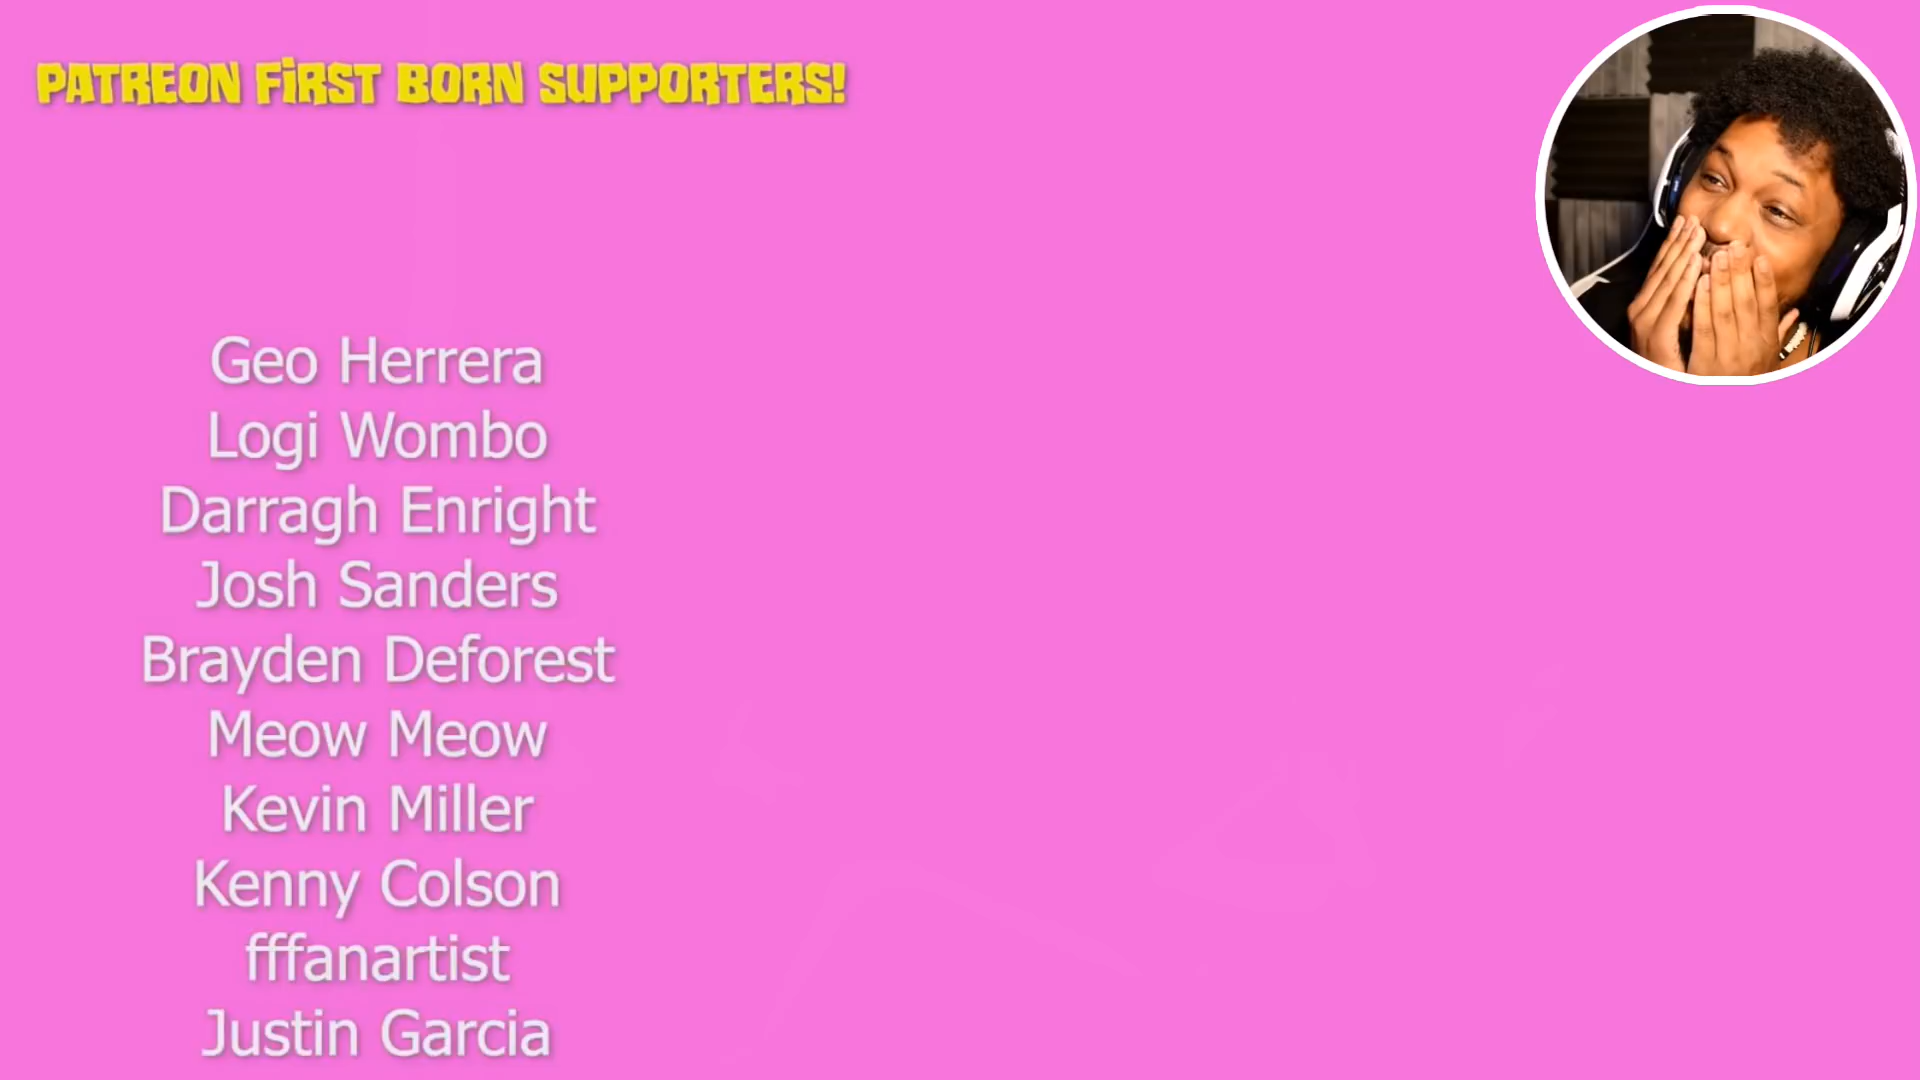 PATREON FiRST BORN SUPPORTERS!
Geo Herrera
Logi Wombo
Darragh Enright
Josh Sanders
Brayden Deforest
Meow Meow
Kevin Miller
Kenny Colson
fffanartist
Justin Garcia